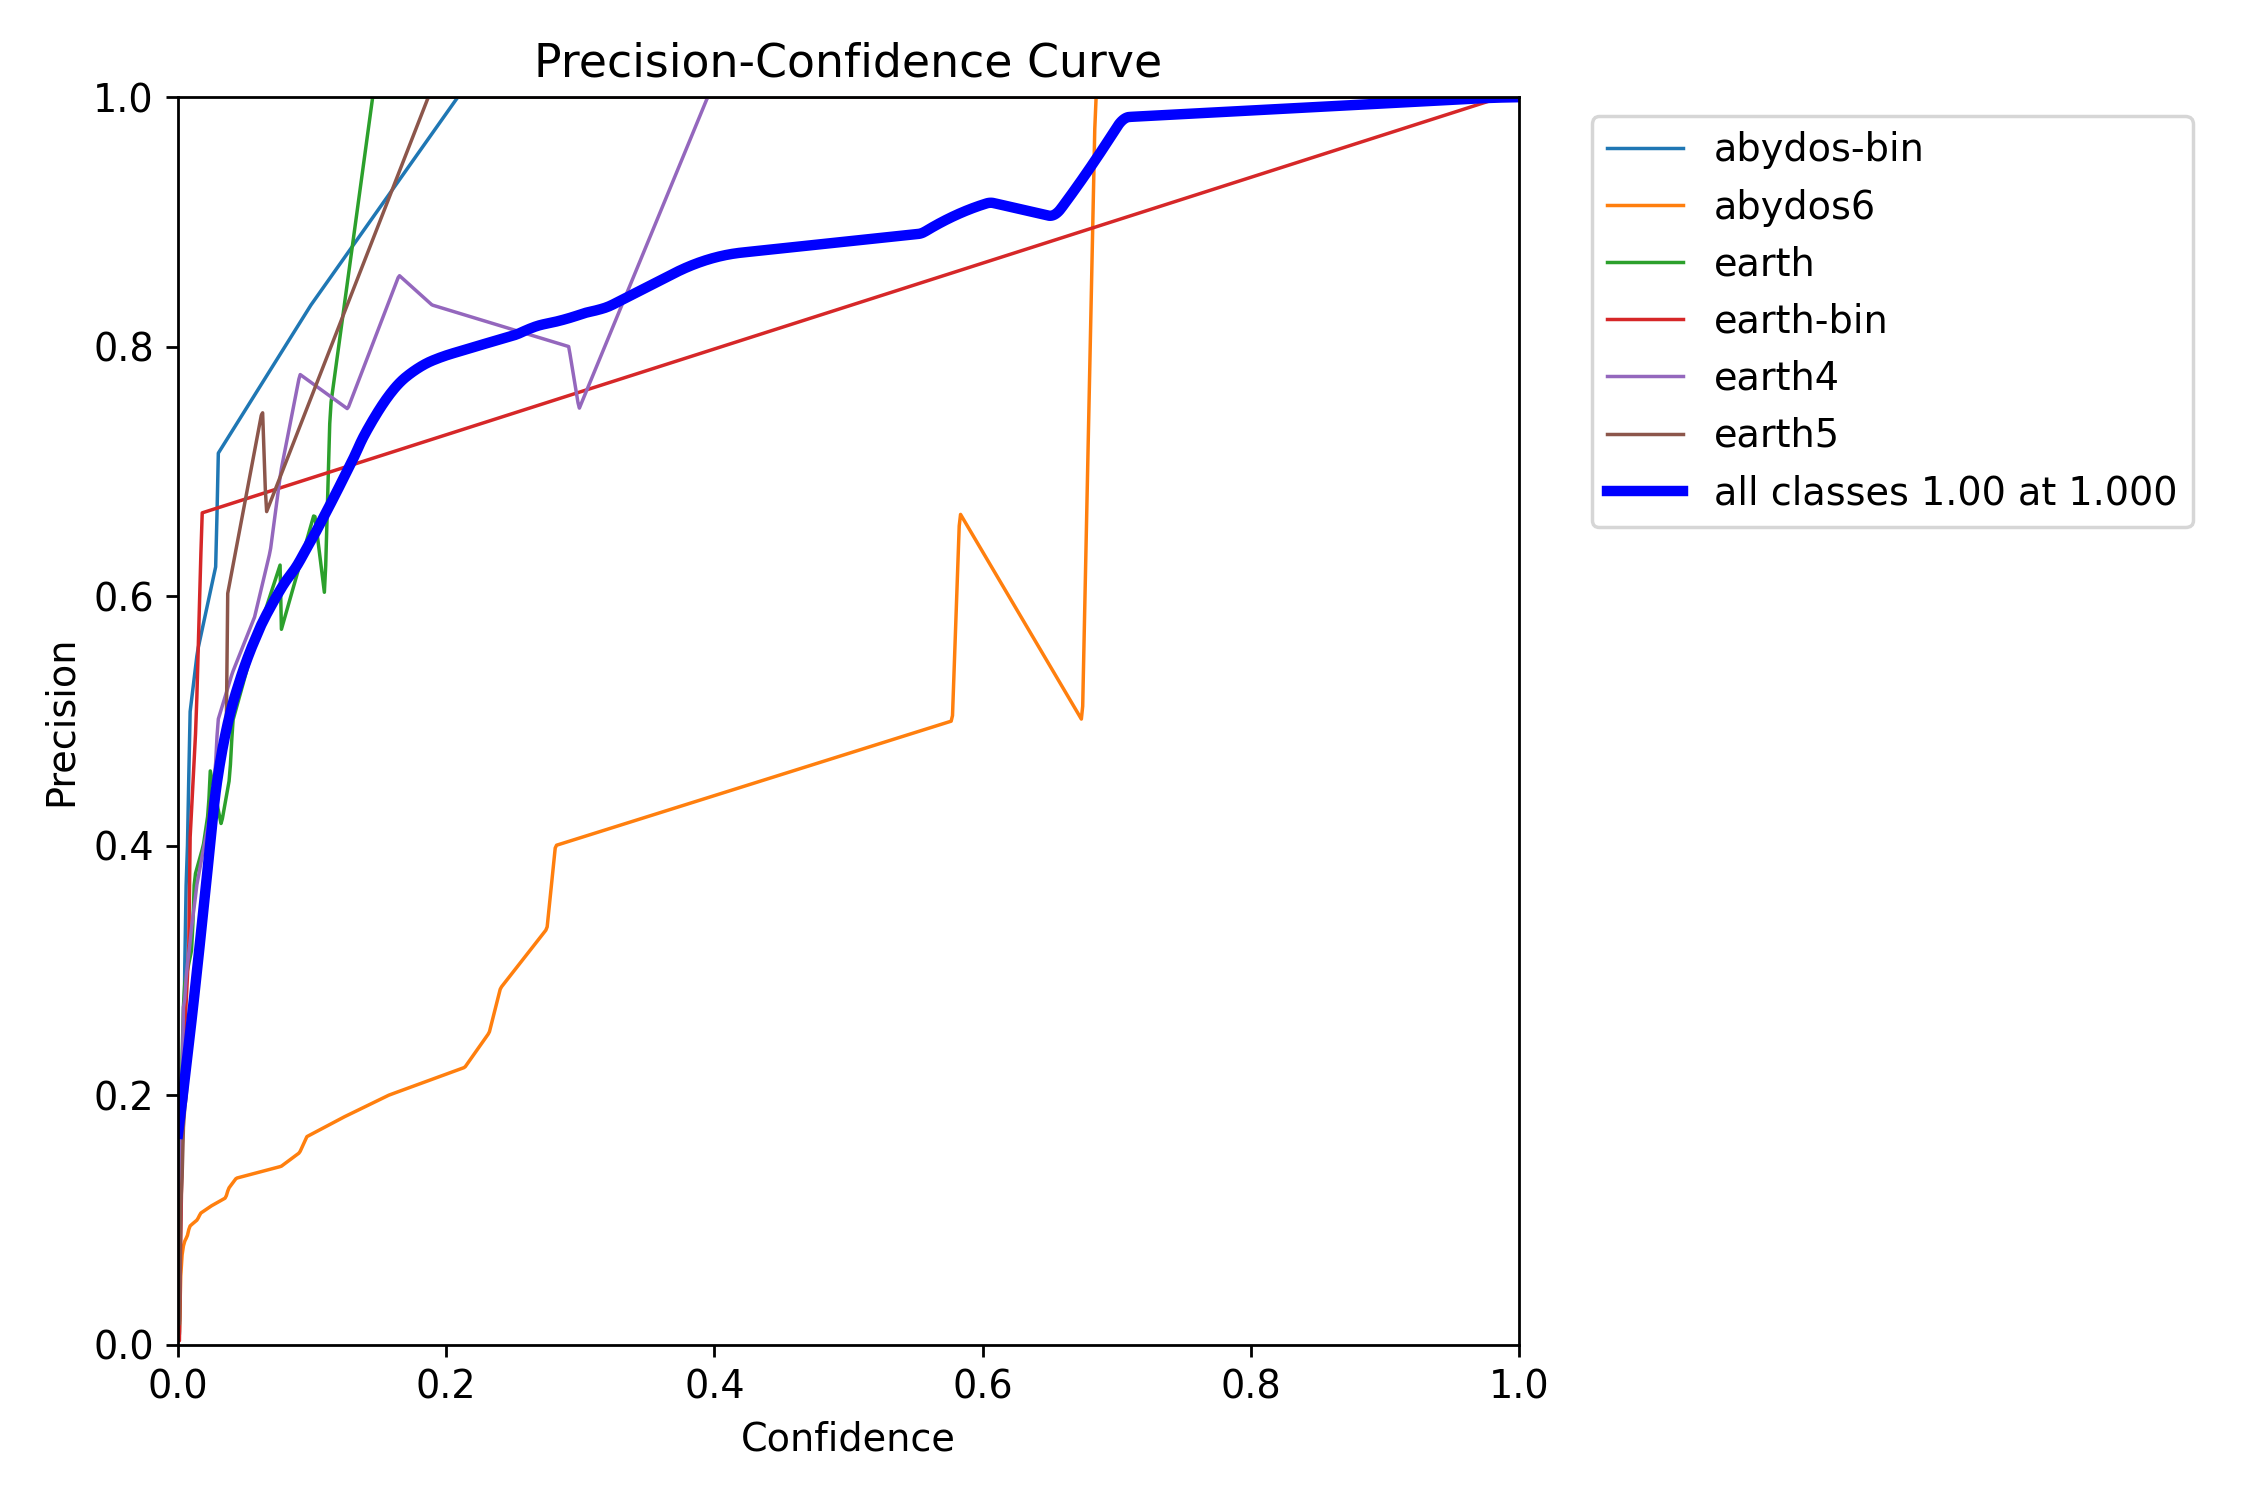 Precision-Confidence Curve
1.0
0.8
0.6
0.4
0.2
0.0
Precision
0.0 0.2 0.4 0.6 0.8 1.0
Confidence
abydos-bin
abydos6
earth
earth-bin
earth4
earth5
all classes 1.00 at 1.000